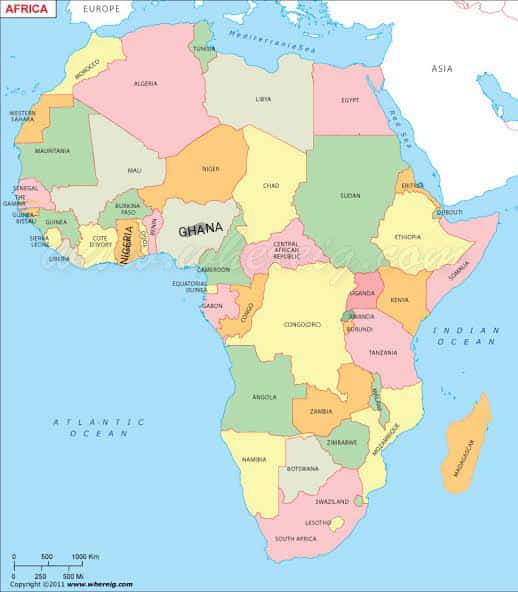 AFRICA
EUROPE
Mediterranean Sea
ASIA
TUNISIA
MOROCCO
ALGERIA
LIBYA
EGYPT
Red Sea
WESTERN
SAHARA
MAURITANIA
MALI
NIGER
CHAD
SUDAN
ERITREA
DJIBOUTI
SENEGAL
THE
GAMBIA
GUINEA
BISSAU
GUINEA
BURKINA
FASO
BENIN
SIERRA
LEONE
COTE
D'IVORY
NIGERIA
TOGO
GHANA
LIBERIA
CENTRAL
AFRICAN
REPUBLIC
ETHIOPIA
SOMALIA
CAMEROON
EQUATORIAL
GUINEA
GABON
CONGO
UGANDA
KENYA
RWANDA
BURUNDI
CONGO(DRC)
TANZANIA
INDIAN
OCEAN
ATLANTIC
OCEAN
ANGOLA
ZAMBIA
MALAWI
MOZAMBIQUE
ZIMBABWE
MADAGASCAR
NAMIBIA
BOTSWANA
SWAZILAND
LESOTHO
SOUTH AFRICA
0 500 1000 Km
0 250 500 Mi
Copyright ©2011 www.whereig.com